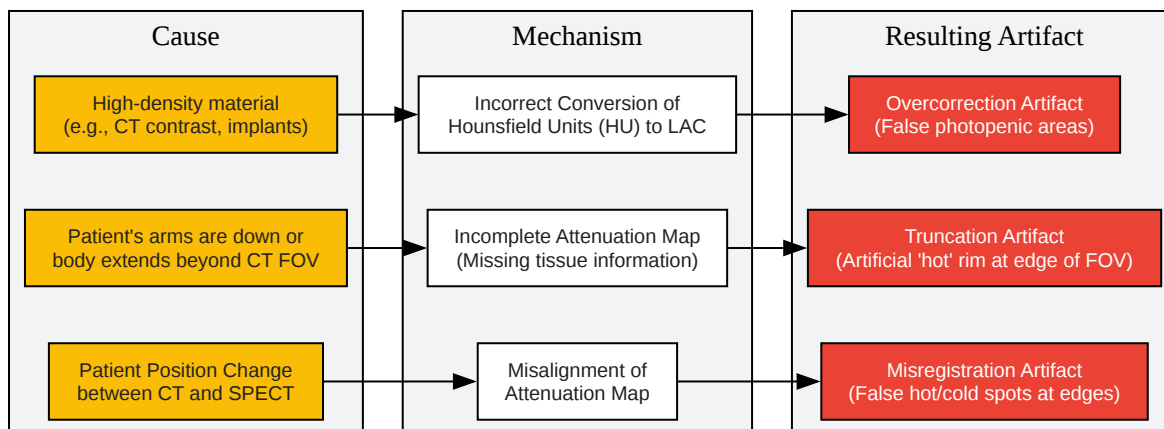 Cause
Mechanism
Resulting Artifact
High-density material
(e.g., CT contrast, implants)
Incorrect Conversion of
Hounsfield Units (HU) to LAC
Overcorrection Artifact
(False photopenic areas)
Patient's arms are down or
body extends beyond CT FOV
Incomplete Attenuation Map
(Missing tissue information)
Truncation Artifact
(Artificial 'hot' rim at edge of FOV)
Patient Position Change
between CT and SPECT
Misalignment of
Attenuation Map
Misregistration Artifact
(False hot/cold spots at edges)